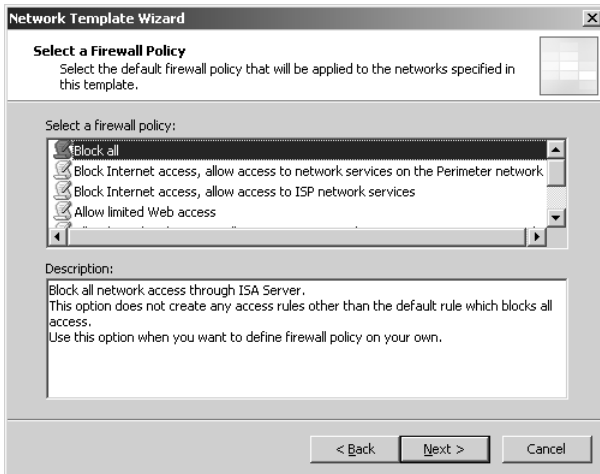 Network Template Wizard
Select a Firewall Policy
Select the default firewall policy that will be applied to the networks specified in
this template.
Select a firewall policy:
Block all
Block Internet access, allow access to network services on the Perimeter network
Block Internet access, allow access to ISP network services
Allow limited Web access
Description:
Block all network access through ISA Server.
This option does not create any access rules other than the default rule which blocks all
access.
Use this option when you want to define firewall policy on your own.
< Back
Next >
Cancel